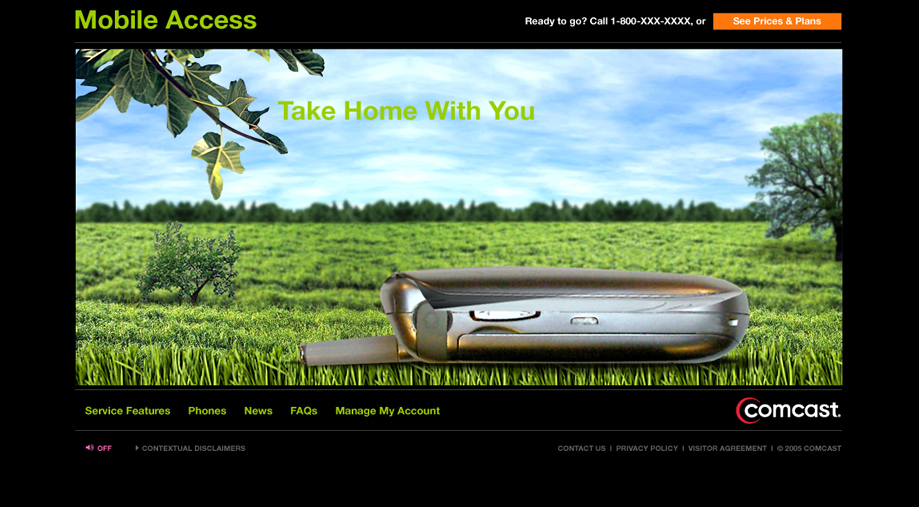 Mobile Access
Ready to go? Call 1-800-XXX-XXXX, or
See Prices & Plans
Take Home With You
Service Features
Phones
News
FAQs
Manage My Account
comcast.
OFF
CONTEXTUAL DISCLAIMERS
CONTACT US | PRIVACY POLICY | VISITOR AGREEMENT | © 2005 COMCAST